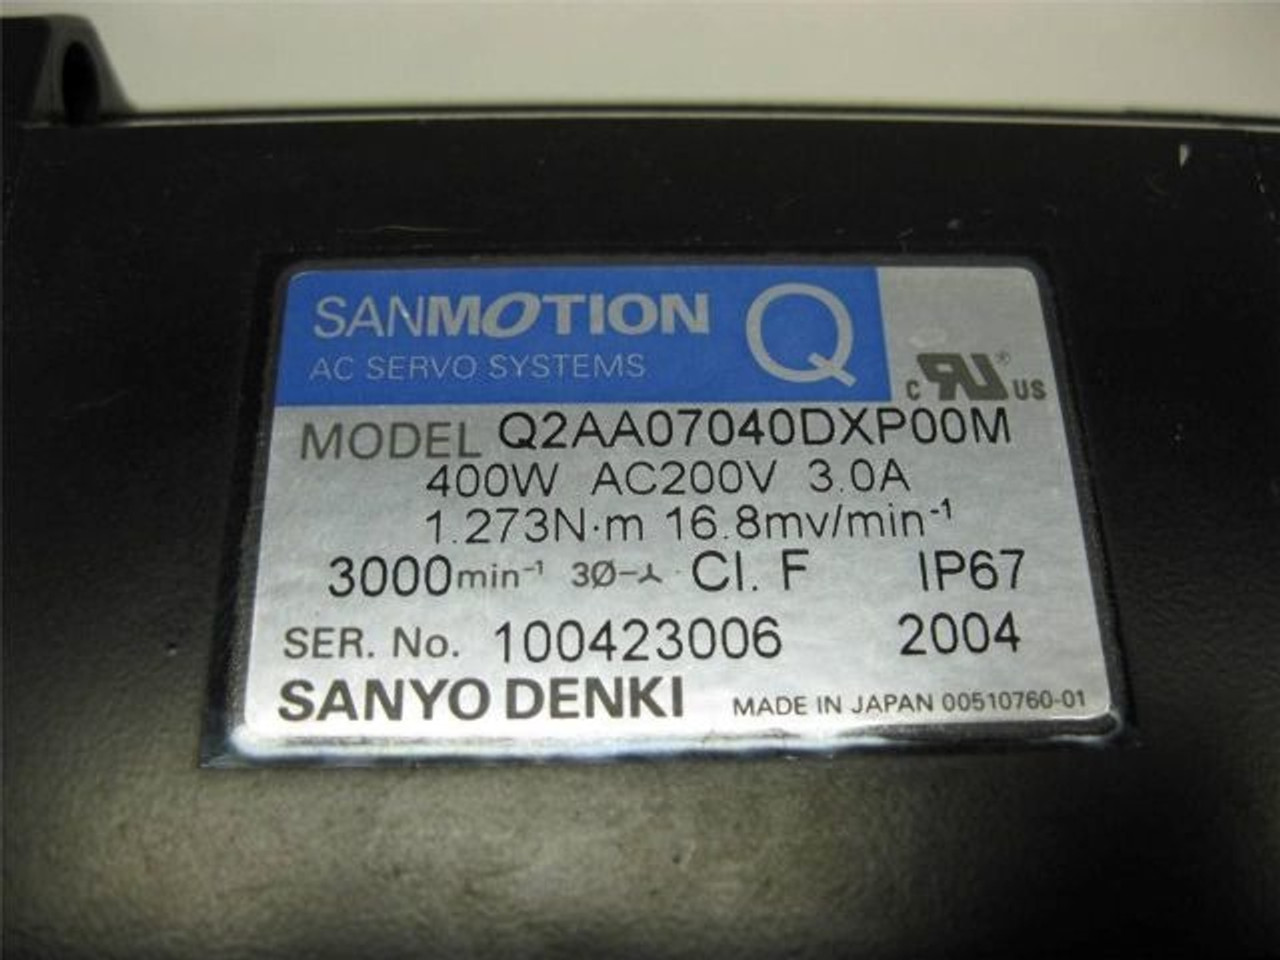 SANMOTION Q
AC SERVO SYSTEMS
c RU® US
MODEL Q2AA07040DXP00M
400W AC200V 3.0A
1.273N·m 16.8mv/min⁻¹
3000min⁻¹ 3Ø-⅄ Cl. F IP67
SER. No. 100423006 2004
SANYO DENKI MADE IN JAPAN 00510760-01